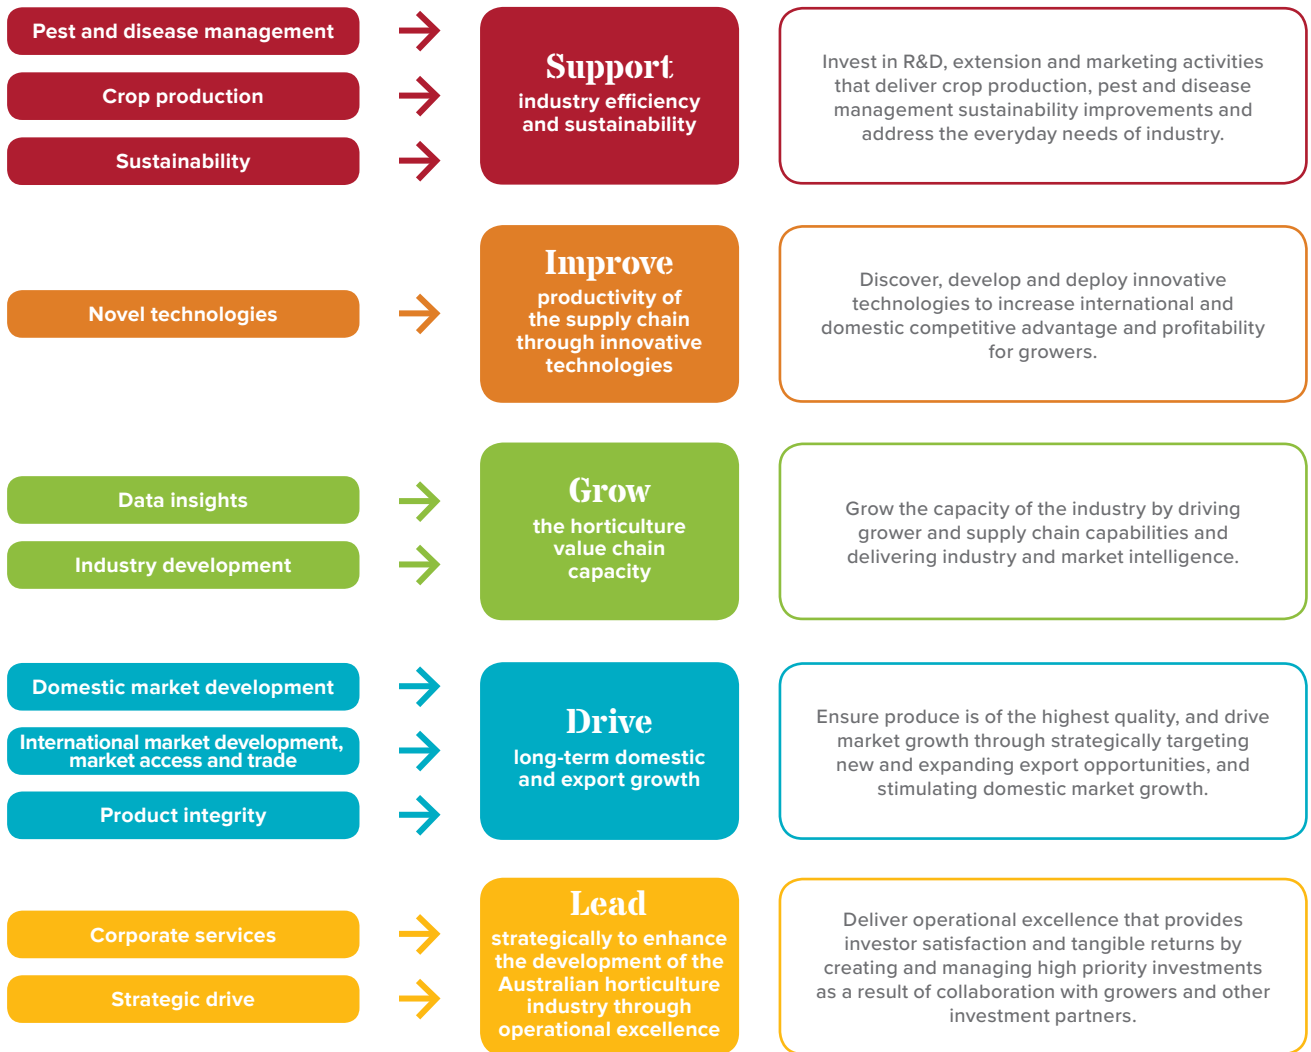 Pest and disease management
Crop production
Sustainability
Support
industry efficiency
and sustainability
Invest in R&D, extension and marketing activities
that deliver crop production, pest and disease
management sustainability improvements and
address the everyday needs of industry.
Novel technologies
Improve
productivity of
the supply chain
through innovative
technologies
Discover, develop and deploy innovative
technologies to increase international and
domestic competitive advantage and profitability
for growers.
Data insights
Industry development
Grow
the horticulture
value chain
capacity
Grow the capacity of the industry by driving
grower and supply chain capabilities and
delivering industry and market intelligence.
Domestic market development
International market development,
market access and trade
Product integrity
Drive
long-term domestic
and export growth
Ensure produce is of the highest quality, and drive
market growth through strategically targeting
new and expanding export opportunities, and
stimulating domestic market growth.
Corporate services
Strategic drive
Lead
strategically to enhance
the development of the
Australian horticulture
industry through
operational excellence
Deliver operational excellence that provides
investor satisfaction and tangible returns by
creating and managing high priority investments
as a result of collaboration with growers and other
investment partners.